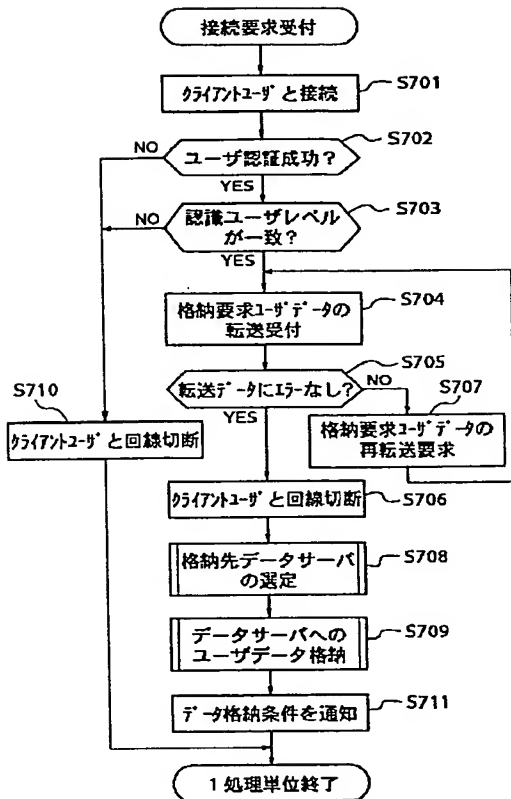 接続要求受付
クライアントユーザと接続
S701
ユーザ認証成功？
S702
NO
YES
認識ユーザレベル
が一致？
S703
NO
YES
格納要求ユーザデータの
転送受付
S704
転送データにエラーなし？
S705
NO
YES
S710
クライアントユーザと回線切断
S707
格納要求ユーザデータの
再転送要求
クライアントユーザと回線切断
S706
格納先データサーバ
の選定
S708
データサーバへの
ユーザデータ格納
S709
データ格納条件を通知
S711
1処理単位終了